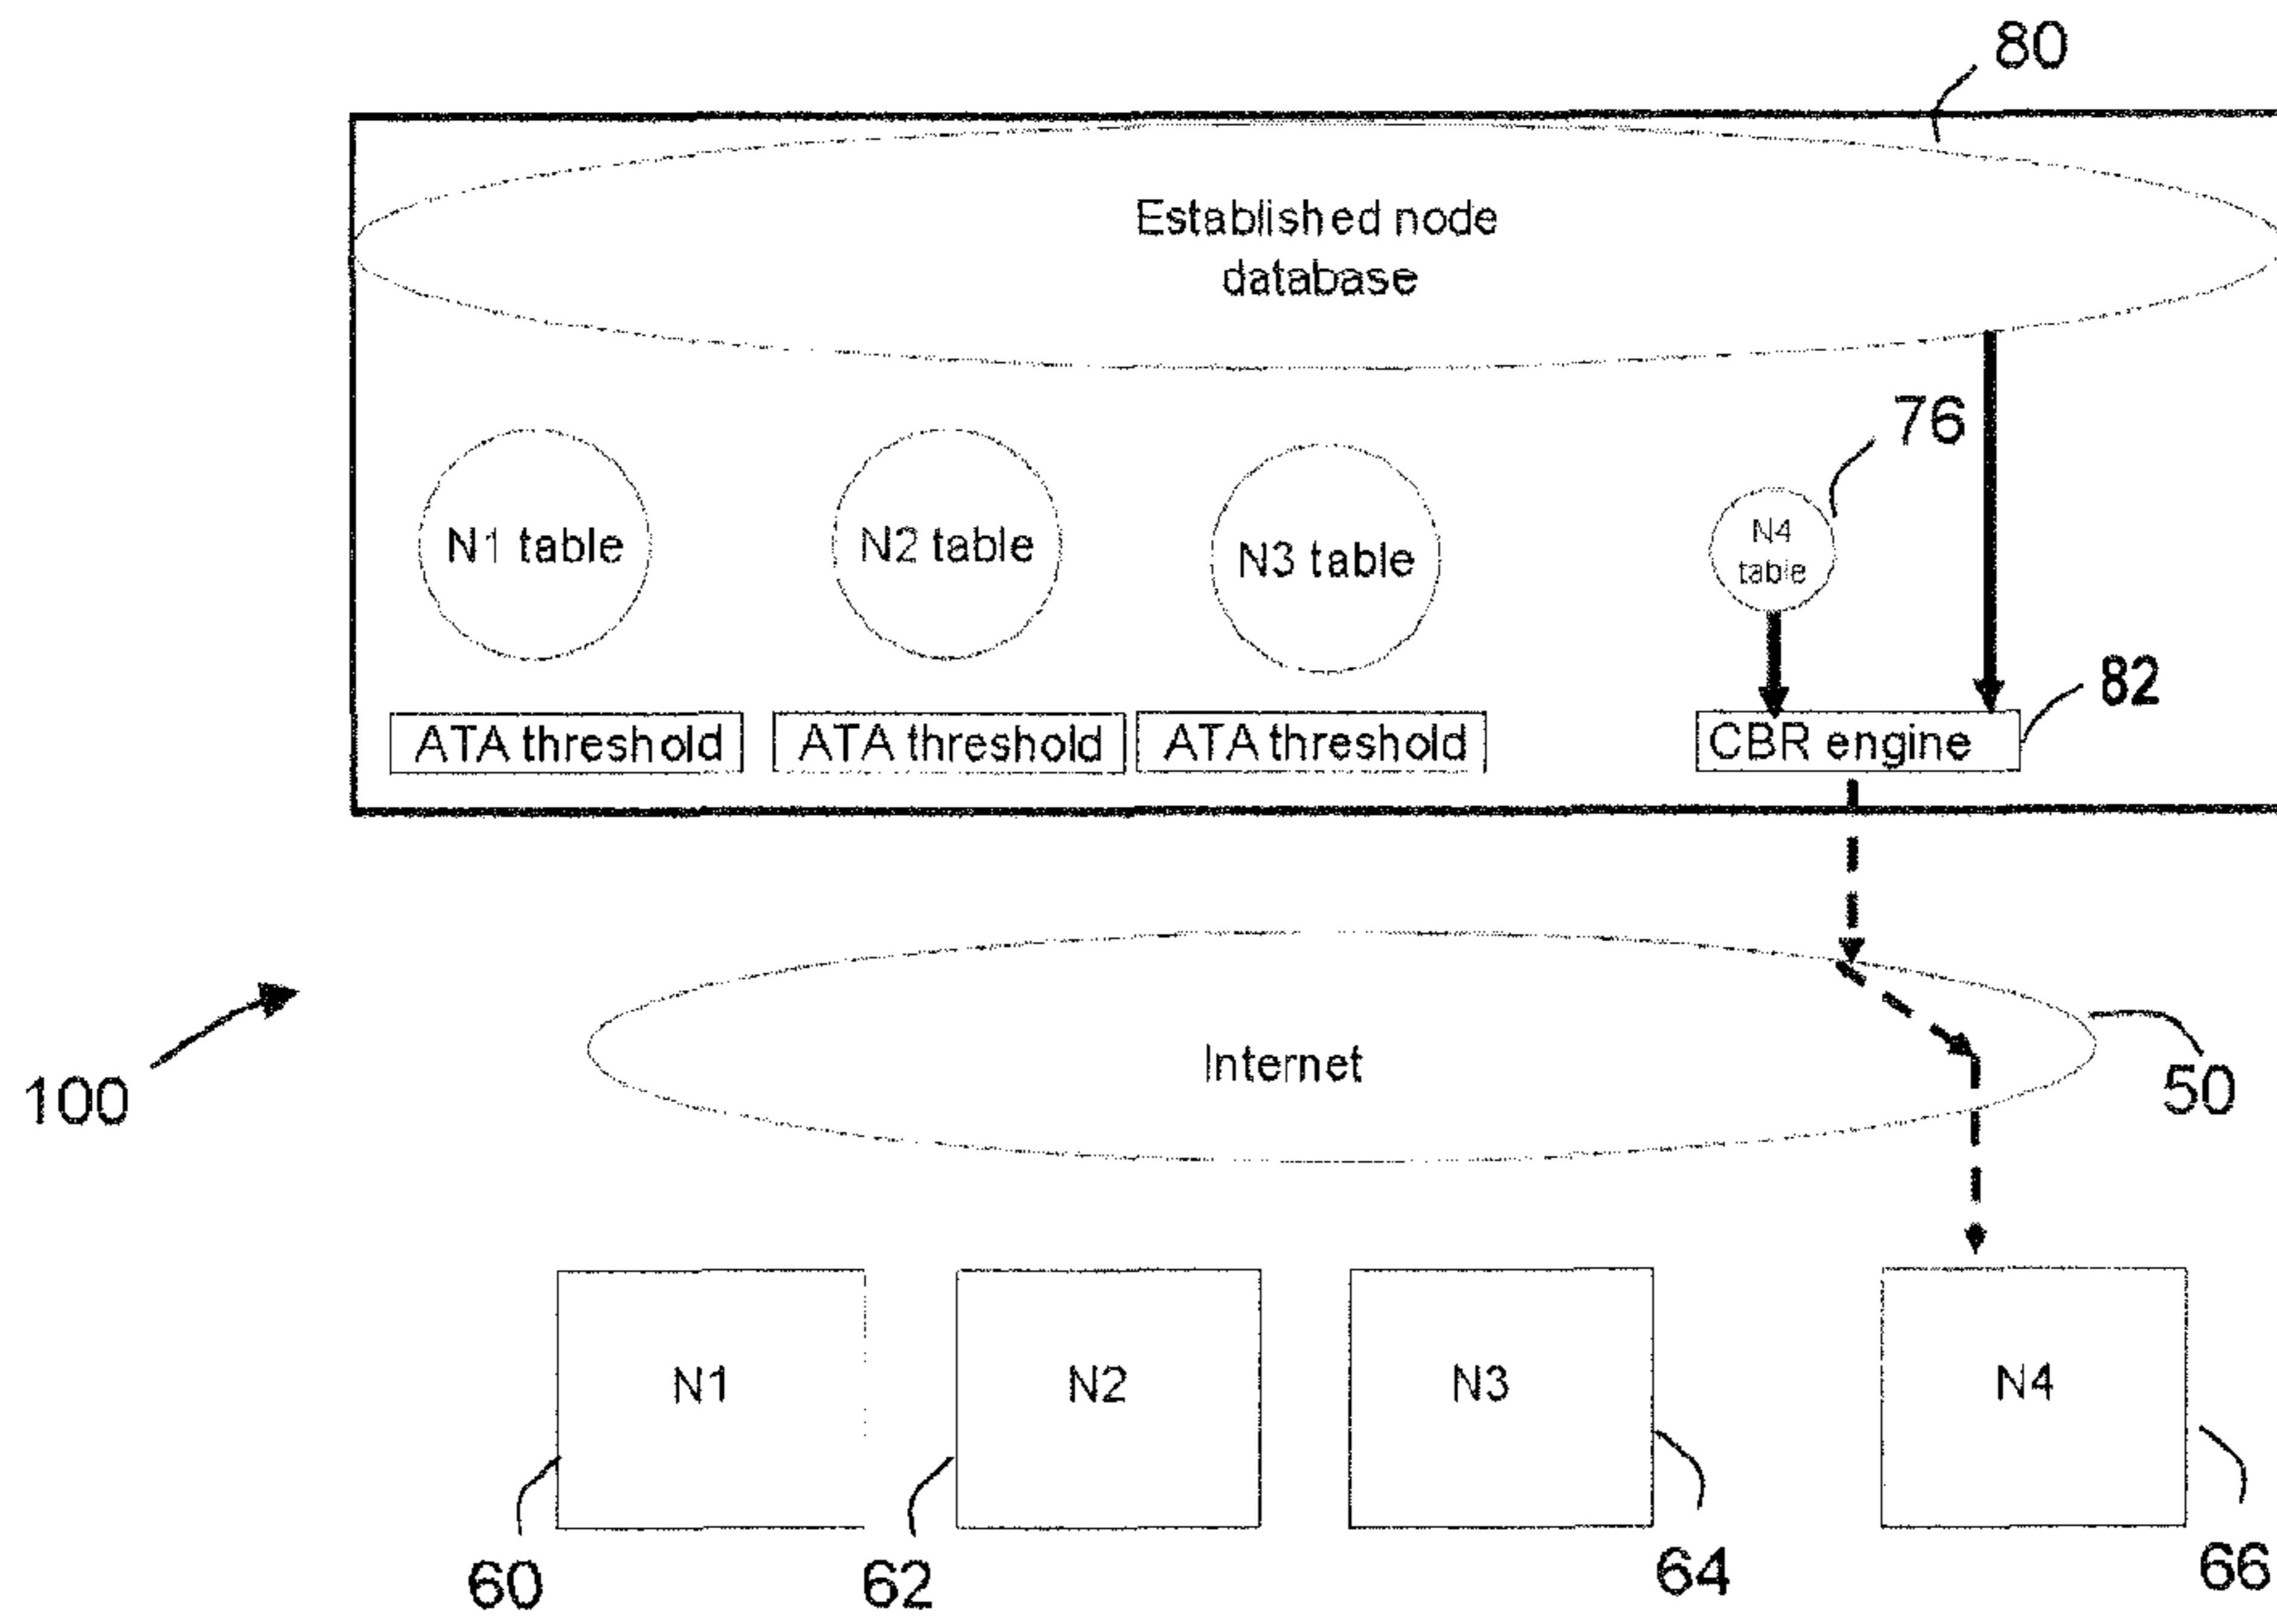 80
Established node
database
76
N1 table
N2 table
N3 table
N4
table
82
ATA threshold
ATA threshold
ATA threshold
CBR engine
100
Internet
50
N1
N2
N3
N4
60
62
64
66